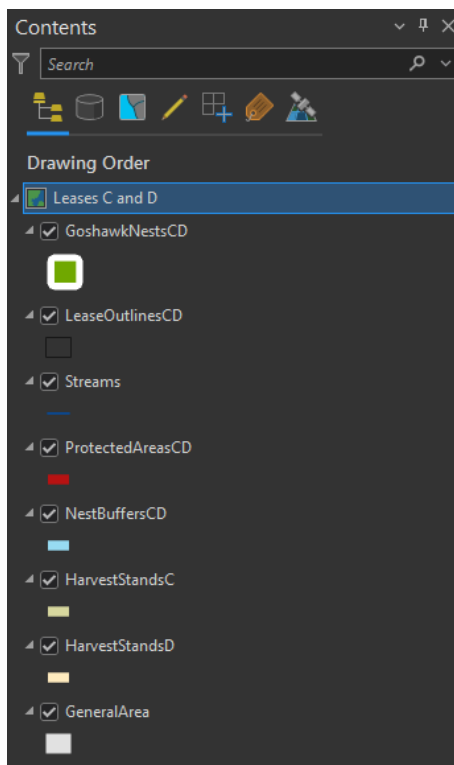 Contents
Search
Drawing Order
Leases C and D
GoshawkNestsCD
LeaseOutlinesCD
Streams
ProtectedAreasCD
NestBuffersCD
HarvestStandsC
HarvestStandsD
GeneralArea